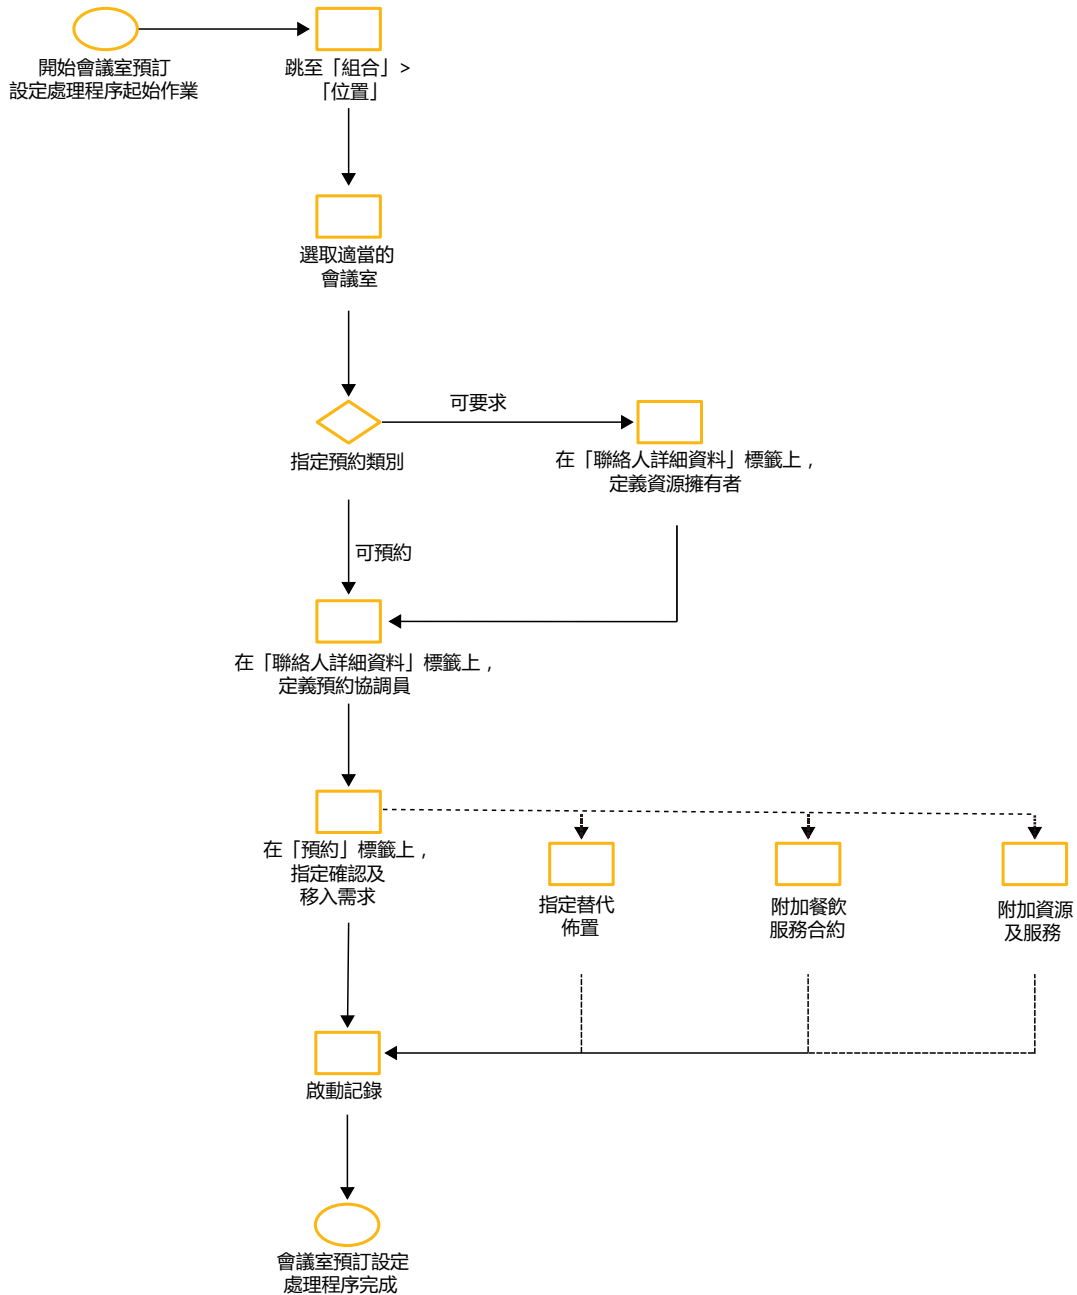 開始會議室預訂
設定處理程序起始作業
跳至「組合」>
「位置」
選取適當的
會議室
指定預約類別
可要求
在「聯絡人詳細資料」標籤上，
定義資源擁有者
可預約
在「聯絡人詳細資料」標籤上，
定義預約協調員
在「預約」標籤上，
指定確認及
移入需求
指定替代
佈置
附加餐飲
服務合約
附加資源
及服務
啟動記錄
會議室預訂設定
處理程序完成